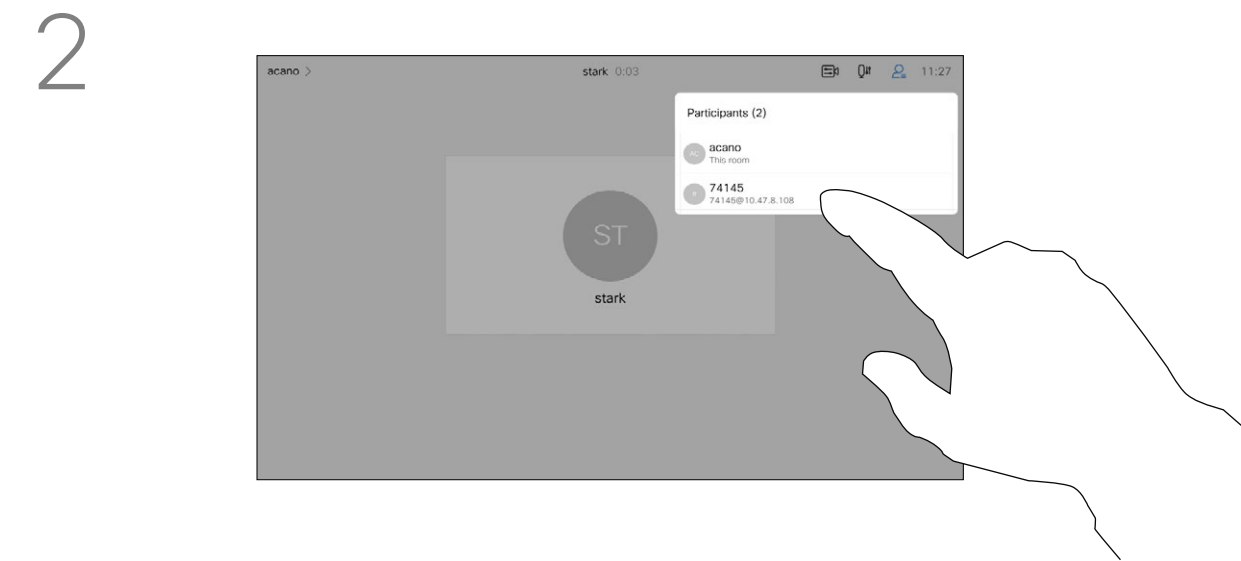 2
acano >
stark 0:03
11:27
Participants (2)
AC
acano
This room
74145
74145@10.47.8.108
ST
stark